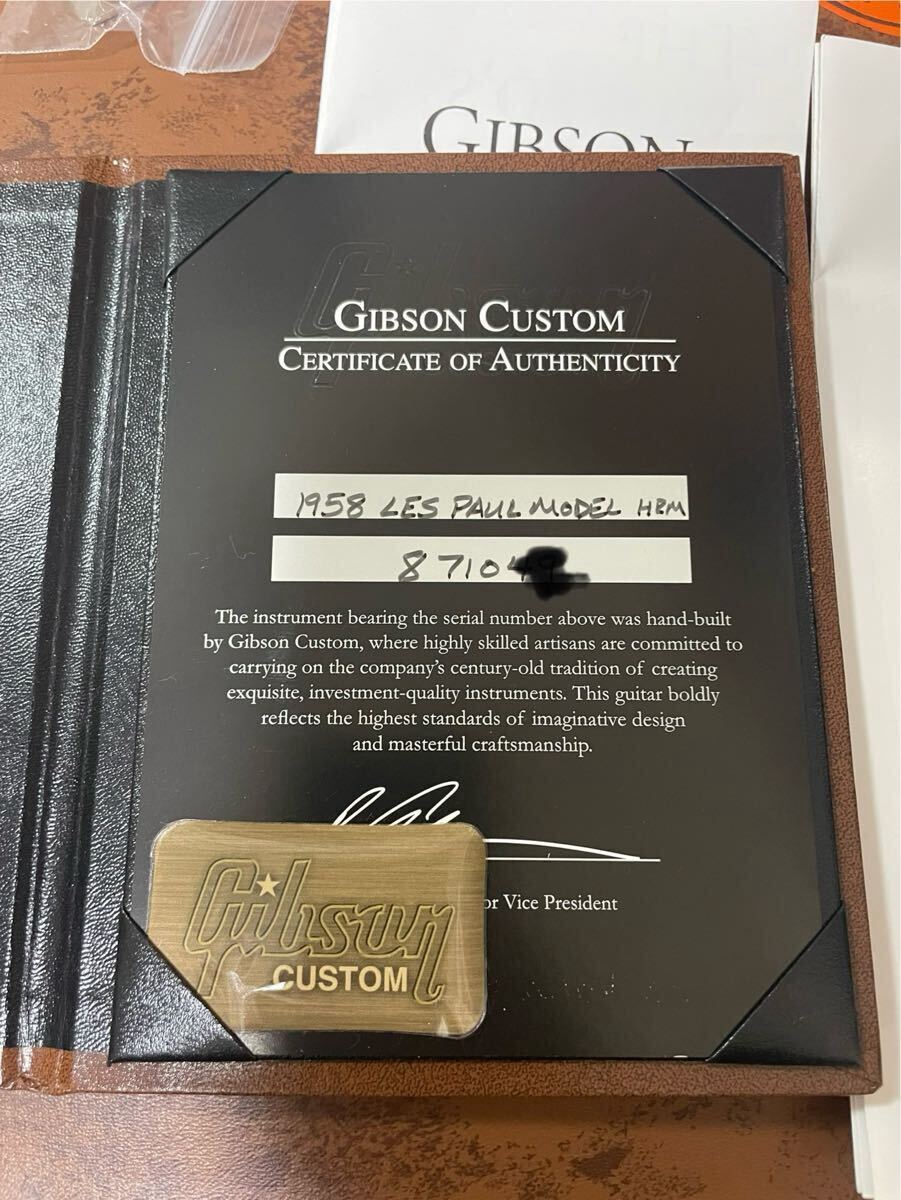 GIBSON
GIBSON CUSTOM
CERTIFICATE OF AUTHENTICITY
1958 LES PAUL MODEL HPM
87104
The instrument bearing the serial number above was hand-built
by Gibson Custom, where highly skilled artisans are committed to
carrying on the company's century-old tradition of creating
exquisite, investment-quality instruments. This guitar boldly
reflects the highest standards of imaginative design
and masterful craftsmanship.
or Vice President
Gibson
CUSTOM